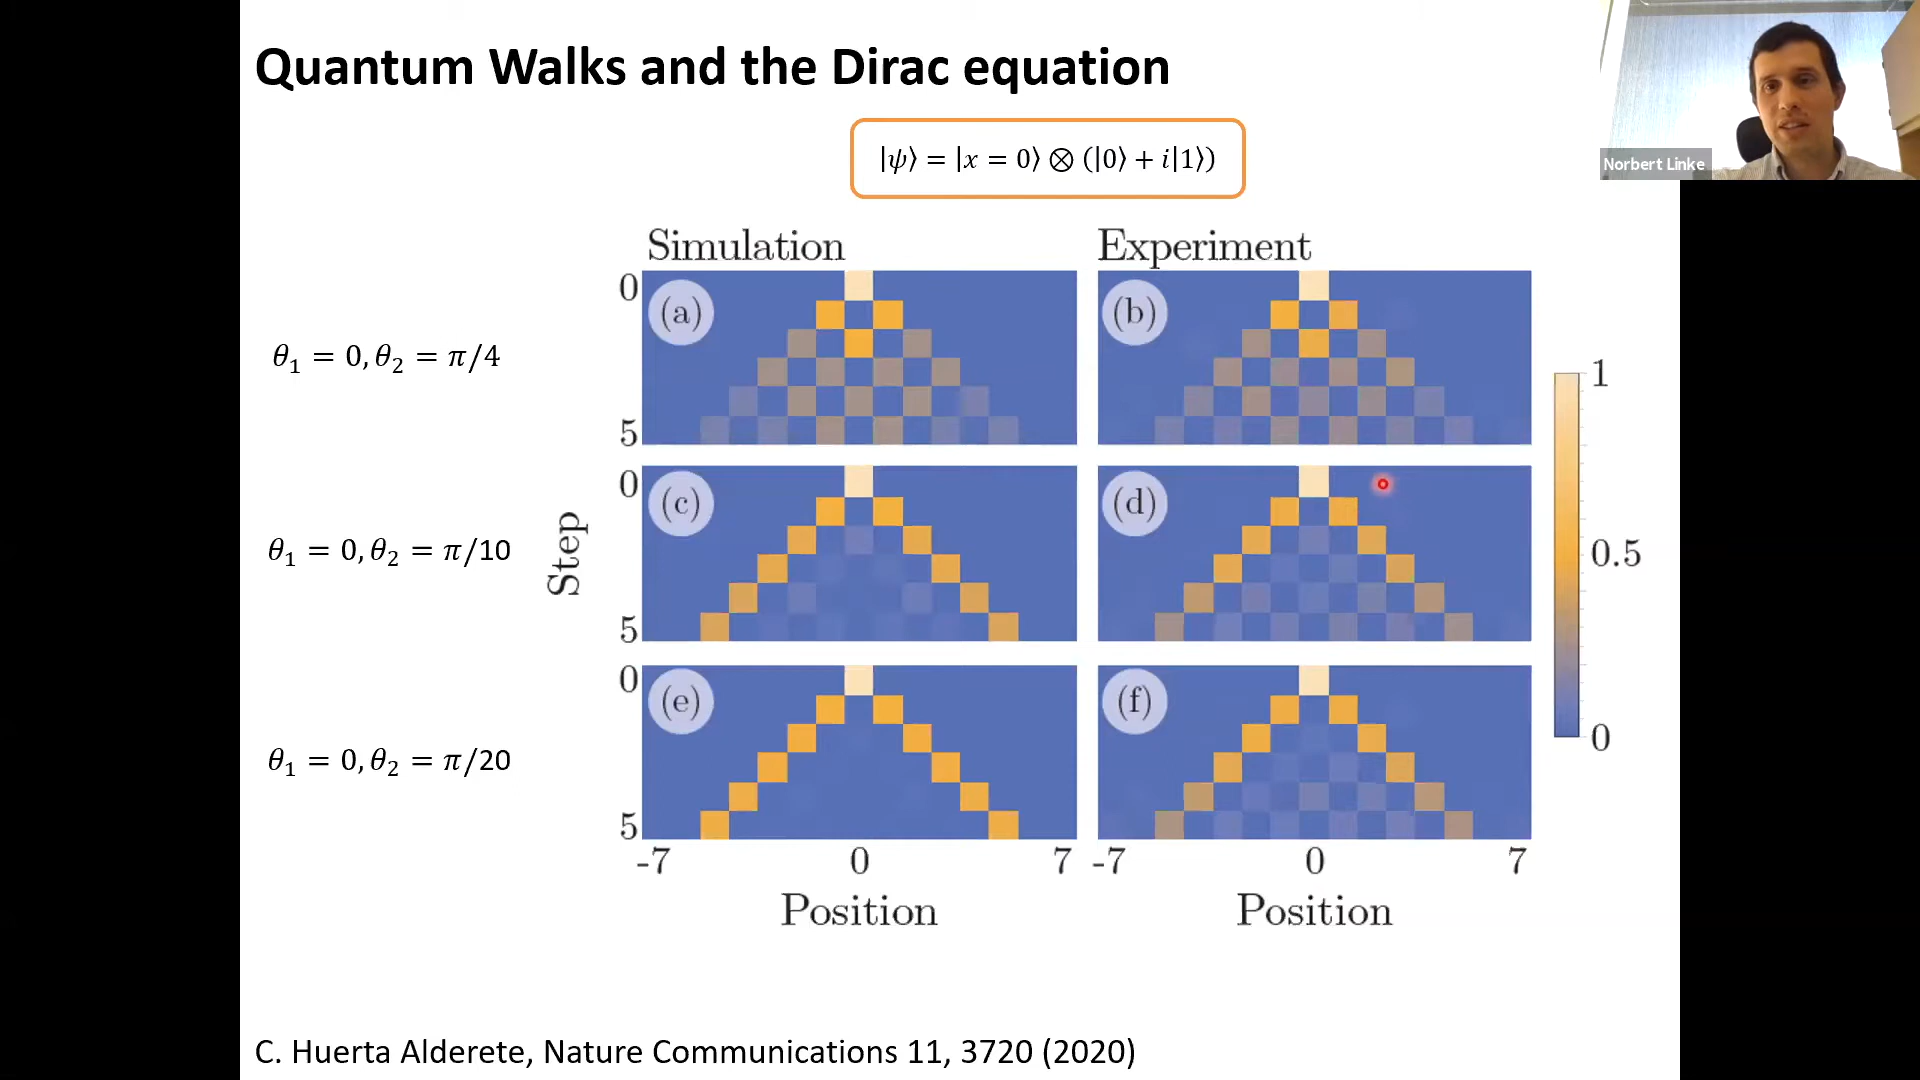 Quantum Walks and the Dirac equation
|ψ⟩ = |x = 0⟩ ⊗ (|0⟩ + i|1⟩)
Norbert Linke
Simulation
Experiment
θ₁ = 0, θ₂ = π/4
0
(a)
5
(b)
θ₁ = 0, θ₂ = π/10
Step
0
(c)
5
(d)
θ₁ = 0, θ₂ = π/20
0
(e)
5
(f)
1
0.5
0
-7 0 7
-7 0 7
Position
Position
C. Huerta Alderete, Nature Communications 11, 3720 (2020)